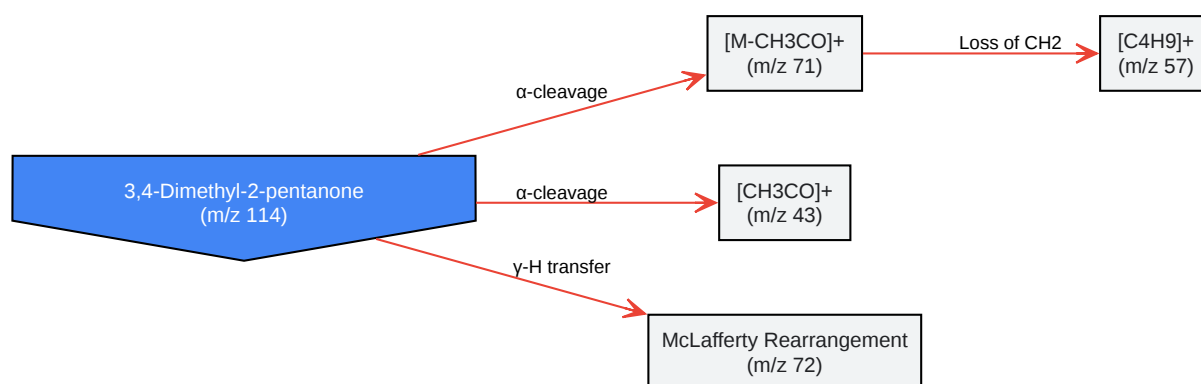 [M-CH3CO]+
(m/z 71)
Loss of CH2
[C4H9]+
(m/z 57)
α-cleavage
3,4-Dimethyl-2-pentanone
(m/z 114)
α-cleavage
[CH3CO]+
(m/z 43)
γ-H transfer
McLafferty Rearrangement
(m/z 72)